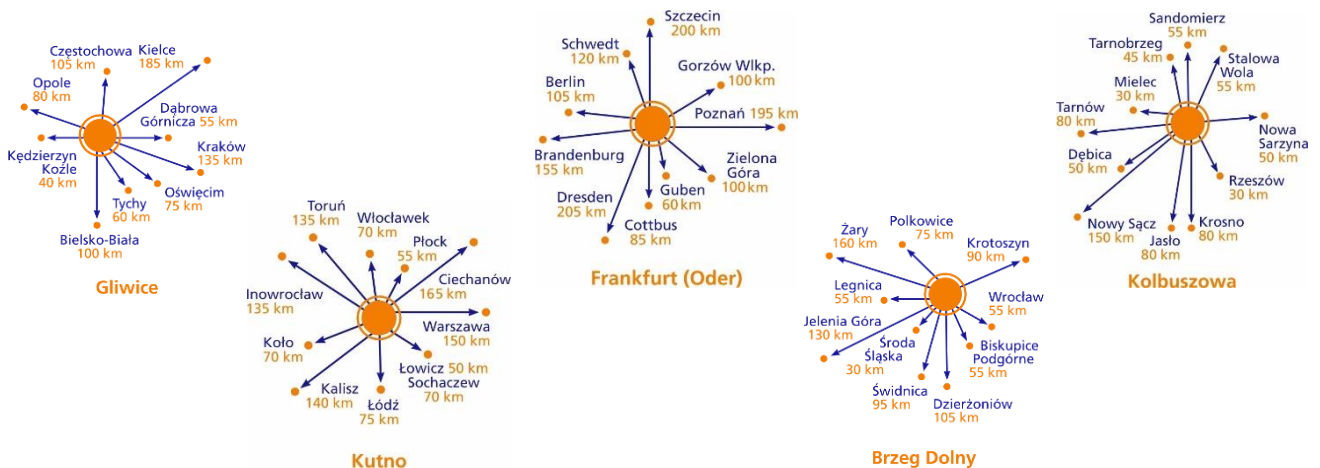 Częstochowa
105 km
Kielce
185 km
Opole
80 km
Dąbrowa
Górnicza 55 km
Kraków
135 km
Kędzierzyn
Koźle
40 km
Oświęcim
75 km
Tychy
60 km
Bielsko-Biała
100 km
Gliwice
Toruń
135 km
Włocławek
70 km
Płock
55 km
Ciechanów
165 km
Inowrocław
135 km
Warszawa
150 km
Koło
70 km
Łowicz 50 km
Sochaczew
70 km
Kalisz
140 km
Łódź
75 km
Kutno
Szczecin
200 km
Schwedt
120 km
Gorzów Wlkp.
100 km
Berlin
105 km
Poznań 195 km
Brandenburg
155 km
Zielona
Góra
100 km
Guben
60 km
Dresden
205 km
Cottbus
85 km
Frankfurt (Oder)
Polkowice
75 km
Żary
160 km
Krotoszyn
90 km
Legnica
55 km
Wrocław
55 km
Jelenia Góra
130 km
Środa
Śląska
30 km
Biskupice
Podgórne
55 km
Świdnica
95 km
Dzierżoniów
105 km
Brzeg Dolny
Sandomierz
55 km
Tarnobrzeg
45 km
Stalowa
Wola
55 km
Mielec
30 km
Tarnów
80 km
Nowa
Sarzyna
50 km
Dębica
50 km
Rzeszów
30 km
Nowy Sącz
150 km
Jasło
80 km
Krosno
80 km
Kolbuszowa